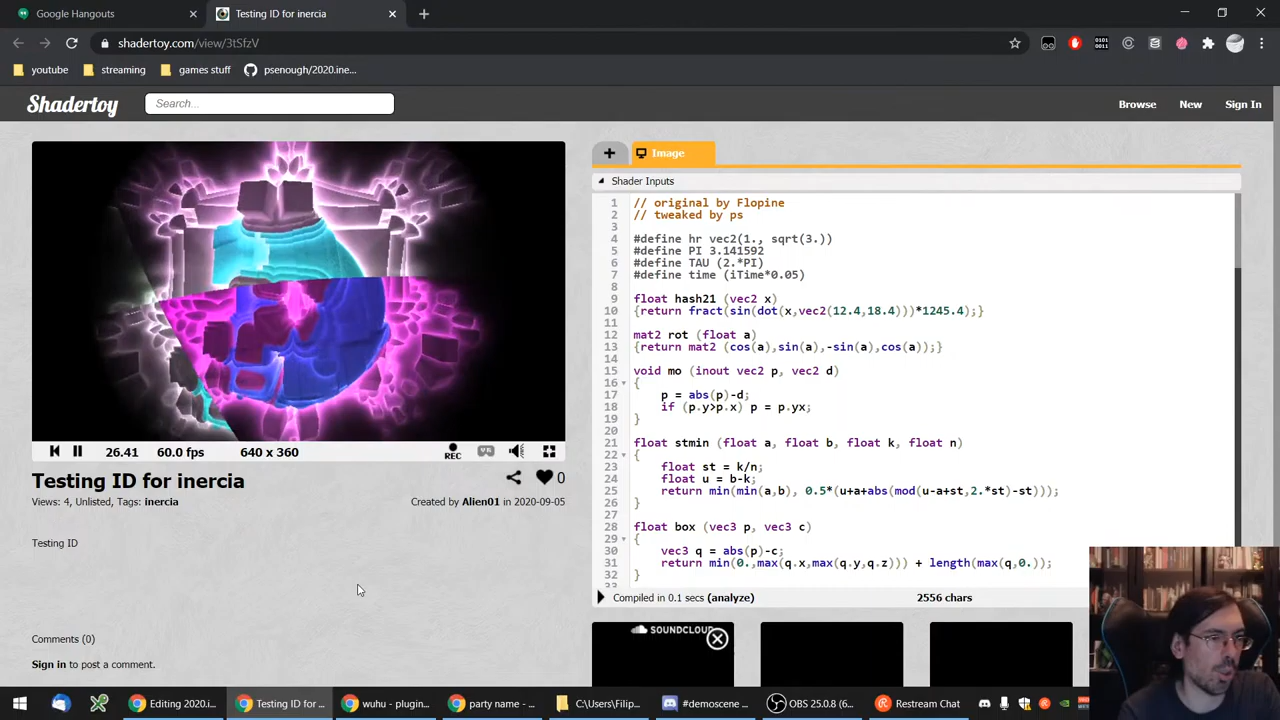 Google Hangouts
Testing ID for inercia
shadertoy.com/view/3tSfzV
0101
0011
youtube
streaming
games stuff
psenough/2020.ine...
Shadertoy
Search...
Browse
New
Sign In
Image
Shader Inputs
1 // original by Flopine
2 // tweaked by ps
3
4 #define hr vec2(1., sqrt(3.))
5 #define PI 3.141592
6 #define TAU (2.*PI)
7 #define time (iTime*0.05)
8
9 float hash21 (vec2 x)
10 {return fract(sin(dot(x,vec2(12.4,18.4)))*1245.4);}
11
12 mat2 rot (float a)
13 {return mat2 (cos(a),sin(a),-sin(a),cos(a));}
14
15 void mo (inout vec2 p, vec2 d)
16 {
17 p = abs(p)-d;
18 if (p.y>p.x) p = p.yx;
19 }
20
21 float stmin (float a, float b, float k, float n)
22 {
23 float st = k/n;
24 float u = b-k;
25 return min(min(a,b), 0.5*(u+a+abs(mod(u-a+st,2.*st)-st)));
26 }
27
28 float box (vec3 p, vec3 c)
29 {
30 vec3 q = abs(p)-c;
31 return min(0.,max(q.x,max(q.y,q.z))) + length(max(q,0.));
32 }
33
26.41
60.0 fps
640 x 360
REC
VR
Testing ID for inercia
0
Views: 4, Unlisted, Tags: inercia
Created by Alien01 in 2020-09-05
Testing ID
Comments (0)
Sign in to post a comment.
Compiled in 0.1 secs (analyze)
2556 chars
SOUNDCLOUD
Editing 2020.i...
Testing ID for ...
wuhu - plugin...
party name - ...
C:\Users\Filip...
#demoscene ...
OBS 25.0.8 (6...
Restream Chat